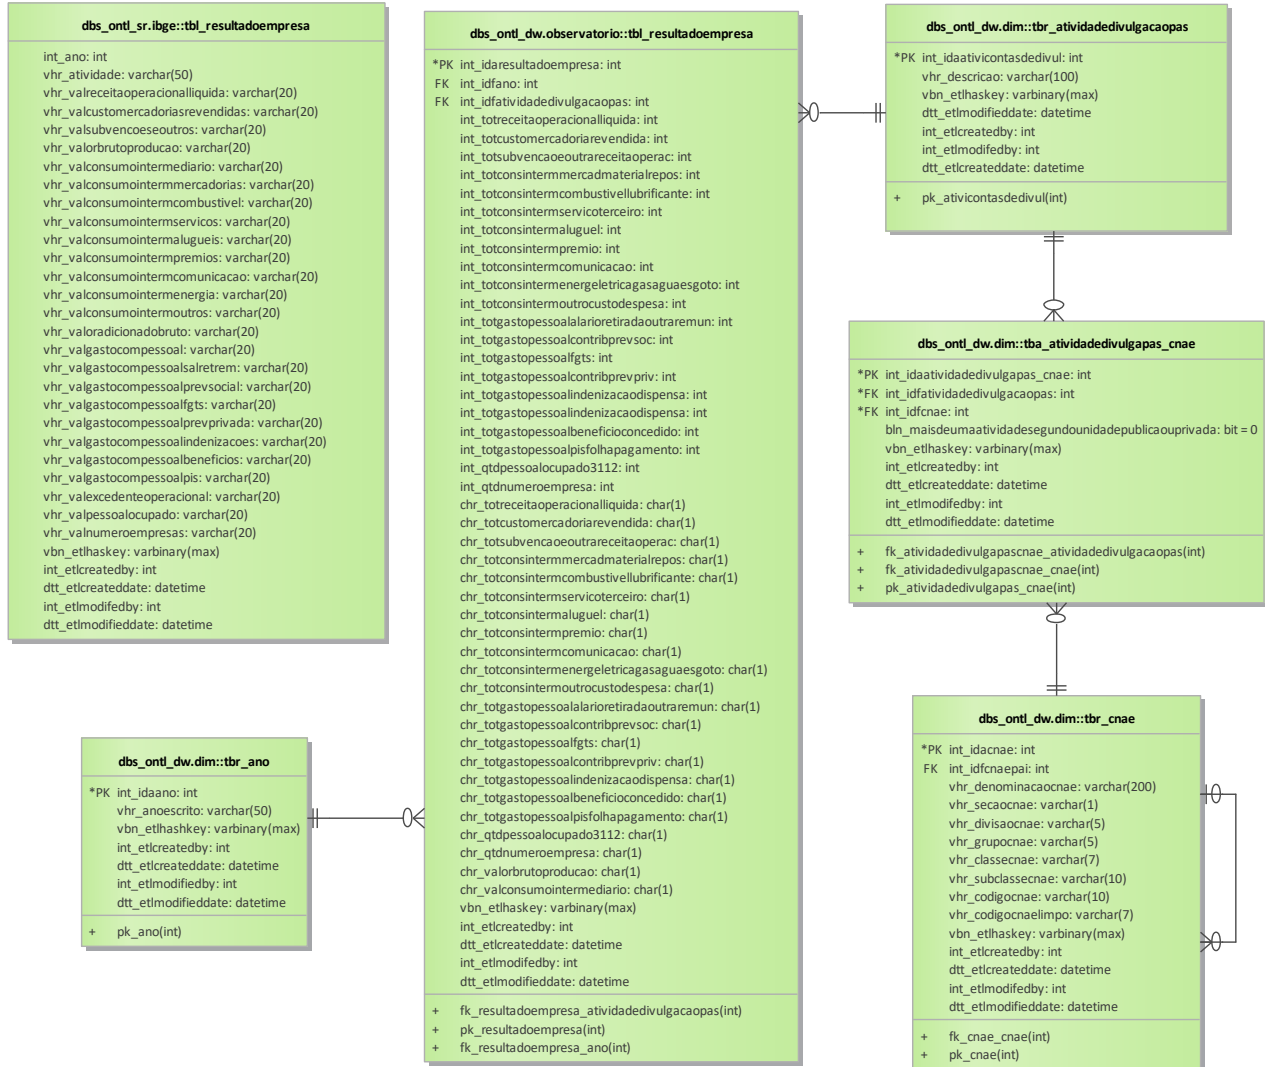 dbs_ontl_sr.ibge::tbl_resultadoempresa
int_ano: int
vhr_atividade: varchar(50)
vhr_valreceitaoperacionalliquida: varchar(20)
vhr_valcustomercadoriasrevendidas: varchar(20)
vhr_valsubvencoeseoutros: varchar(20)
vhr_valorbrutoproducao: varchar(20)
vhr_valconsumointermediario: varchar(20)
vhr_valconsumointermmercadorias: varchar(20)
vhr_valconsumointermcombustivel: varchar(20)
vhr_valconsumointermservicos: varchar(20)
vhr_valconsumointermalugueis: varchar(20)
vhr_valconsumointermpremios: varchar(20)
vhr_valconsumointermcomunicacao: varchar(20)
vhr_valconsumointermenergia: varchar(20)
vhr_valconsumointermoutros: varchar(20)
vhr_valoradicionadobruto: varchar(20)
vhr_valgastocompessoal: varchar(20)
vhr_valgastocompessoalsalretrem: varchar(20)
vhr_valgastocompessoalprevsocial: varchar(20)
vhr_valgastocompessoalfgts: varchar(20)
vhr_valgastocompessoalprevprivada: varchar(20)
vhr_valgastocompessoalindenizacoes: varchar(20)
vhr_valgastocompessoalbeneficios: varchar(20)
vhr_valgastocompessoalpis: varchar(20)
vhr_valexcedenteoperacional: varchar(20)
vhr_valpessoalocupado: varchar(20)
vhr_valnumeroempresas: varchar(20)
vbn_etlhaskey: varbinary(max)
int_etlcreatedby: int
dtt_etlcreateddate: datetime
int_etlmodifedby: int
dtt_etlmodifieddate: datetime
dbs_ontl_dw.dim::tbr_ano
*PK int_idaano: int
vhr_anoescrito: varchar(50)
vbn_etlhashkey: varbinary(max)
int_etlcreatedby: int
dtt_etlcreateddate: datetime
int_etlmodifiedby: int
dtt_etlmodifieddate: datetime
+ pk_ano(int)
dbs_ontl_dw.observatorio::tbl_resultadoempresa
*PK int_idaresultadoempresa: int
FK int_idfano: int
FK int_idfatividadedivulgacaopas: int
int_totreceitaoperacionalliquida: int
int_totcustomercadoriarevendida: int
int_totsubvencaoeoutrareceitaoperac: int
int_totconsintermmercadmaterialrepos: int
int_totconsintermcombustivellubrificante: int
int_totconsintermservicoterceiro: int
int_totconsintermaluguel: int
int_totconsintermpremio: int
int_totconsintermcomunicacao: int
int_totconsintermenergeletricagasaguaesgoto: int
int_totconsintermoutrocustodespesa: int
int_totgastopessoalalarioretiradaoutraremun: int
int_totgastopessoalcontribprevsoc: int
int_totgastopessoalfgts: int
int_totgastopessoalcontribprevpriv: int
int_totgastopessoalindenizacaodispensa: int
int_totgastopessoalindenizacaodispensa: int
int_totgastopessoalbeneficioconcedido: int
int_totgastopessoalpisfolhapagamento: int
int_qtdpessoalocupado3112: int
int_qtdnumeroempresa: int
chr_totreceitaoperacionalliquida: char(1)
chr_totcustomercadoriarevendida: char(1)
chr_totsubvencaoeoutrareceitaoperac: char(1)
chr_totconsintermmercadmaterialrepos: char(1)
chr_totconsintermcombustivellubrificante: char(1)
chr_totconsintermservicoterceiro: char(1)
chr_totconsintermaluguel: char(1)
chr_totconsintermpremio: char(1)
chr_totconsintermcomunicacao: char(1)
chr_totconsintermenergeletricagasaguaesgoto: char(1)
chr_totconsintermoutrocustodespesa: char(1)
chr_totgastopessoalalarioretiradaoutraremun: char(1)
chr_totgastopessoalcontribprevsoc: char(1)
chr_totgastopessoalfgts: char(1)
chr_totgastopessoalcontribprevpriv: char(1)
chr_totgastopessoalindenizacaodispensa: char(1)
chr_totgastopessoalbeneficioconcedido: char(1)
chr_totgastopessoalpisfolhapagamento: char(1)
chr_qtdpessoalocupado3112: char(1)
chr_qtdnumeroempresa: char(1)
chr_valorbrutoproducao: char(1)
chr_valconsumointermediario: char(1)
vbn_etlhaskey: varbinary(max)
int_etlcreatedby: int
dtt_etlcreateddate: datetime
int_etlmodifedby: int
dtt_etlmodifieddate: datetime
+ fk_resultadoempresa_atividadedivulgacaopas(int)
+ pk_resultadoempresa(int)
+ fk_resultadoempresa_ano(int)
dbs_ontl_dw.dim::tbr_atividadedivulgacaopas
*PK int_idaativicontasdedivul: int
vhr_descricao: varchar(100)
vbn_etlhaskey: varbinary(max)
dtt_etlmodifieddate: datetime
int_etlcreatedby: int
int_etlmodifedby: int
dtt_etlcreateddate: datetime
+ pk_ativicontasdedivul(int)
dbs_ontl_dw.dim::tba_atividadedivulgapas_cnae
*PK int_idaatividadedivulgapas_cnae: int
*FK int_idfatividadedivulgacaopas: int
*FK int_idfcnae: int
bln_maisdeumaatividadesegundounidadepublicaouprivada: bit = 0
vbn_etlhaskey: varbinary(max)
int_etlcreatedby: int
dtt_etlcreateddate: datetime
int_etlmodifedby: int
dtt_etlmodifieddate: datetime
+ fk_atividadedivulgapascnae_atividadedivulgacaopas(int)
+ fk_atividadedivulgapascnae_cnae(int)
+ pk_atividadedivulgapas_cnae(int)
dbs_ontl_dw.dim::tbr_cnae
*PK int_idacnae: int
FK int_idfcnaepai: int
vhr_denominacaocnae: varchar(200)
vhr_secaocnae: varchar(1)
vhr_divisaocnae: varchar(5)
vhr_grupocnae: varchar(5)
vhr_classecnae: varchar(7)
vhr_subclassecnae: varchar(10)
vhr_codigocnae: varchar(10)
vhr_codigocnaelimpo: varchar(7)
vbn_etlhaskey: varbinary(max)
int_etlcreatedby: int
dtt_etlcreateddate: datetime
int_etlmodifedby: int
dtt_etlmodifieddate: datetime
+ fk_cnae_cnae(int)
+ pk_cnae(int)